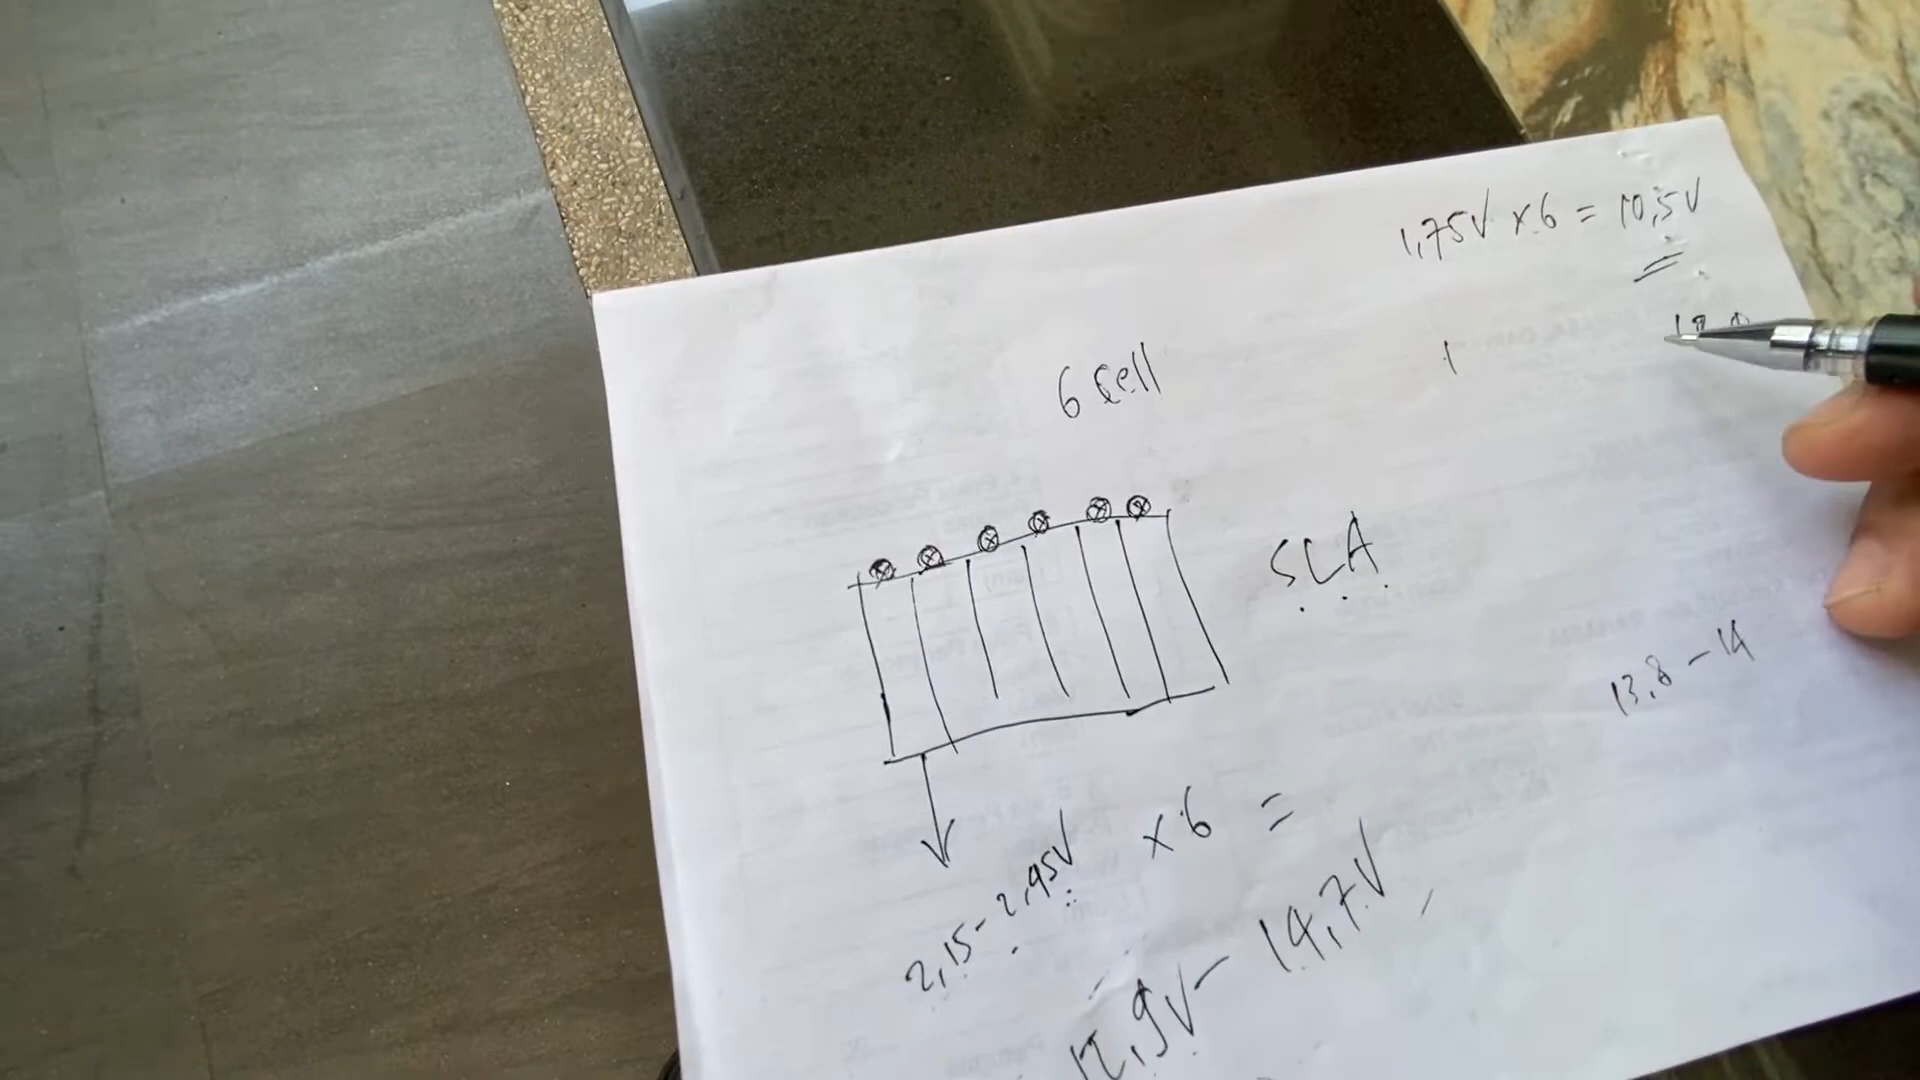 1,75V x 6 = 10,5V
6 Sell
SLA
13,8 - 14
2,15 - 2,45V x 6 =
12,9V - 14,7V